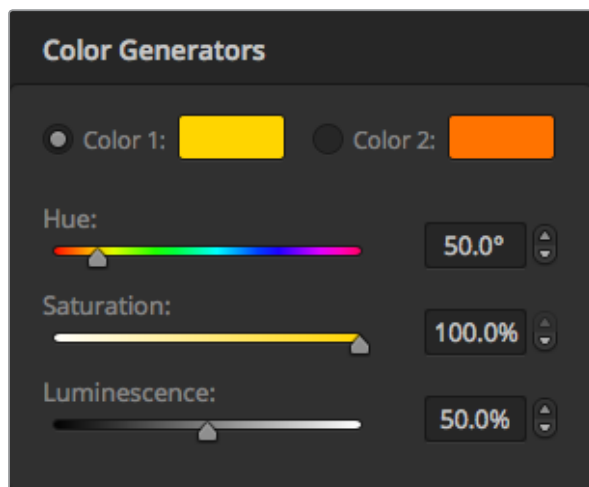 Color Generators
Color 1: Color 2:
Hue:
50.0°
Saturation:
100.0%
Luminescence:
50.0%